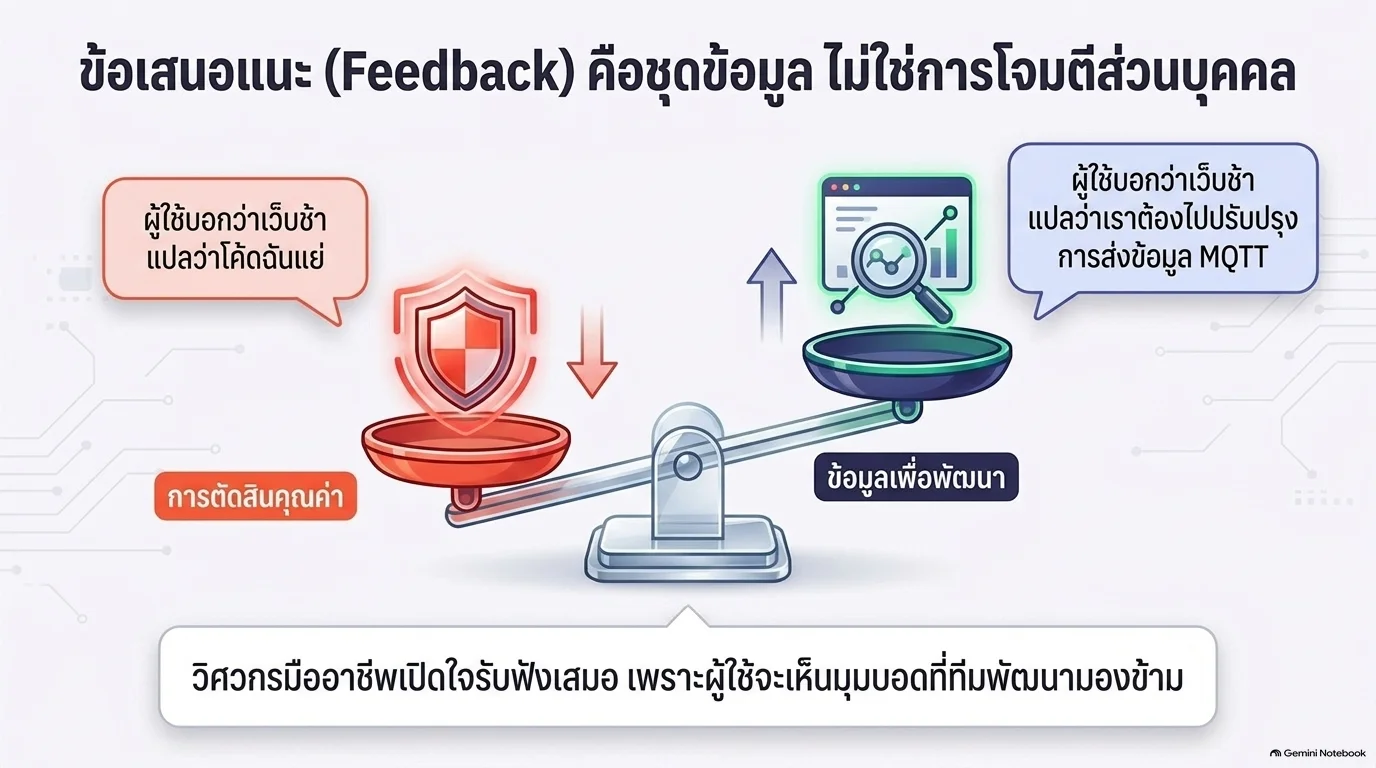 ข้อเสนอแนะ (Feedback) คือชุดข้อมูล ไม่ใช่การโจมตีส่วนบุคคล
ผู้ใช้บอกว่าเว็บช้า
แปลว่าโค้ดฉันแย่
ผู้ใช้บอกว่าเว็บช้า
แปลว่าเราต้องไปปรับปรุง
การส่งข้อมูล MQTT
การตัดสินคุณค่า
ข้อมูลเพื่อพัฒนา
วิศวกรมืออาชีพเปิดใจรับฟังเสมอ เพราะผู้ใช้จะเห็นมุมบอดที่ทีมพัฒนามองข้าม
Gemini Notebook